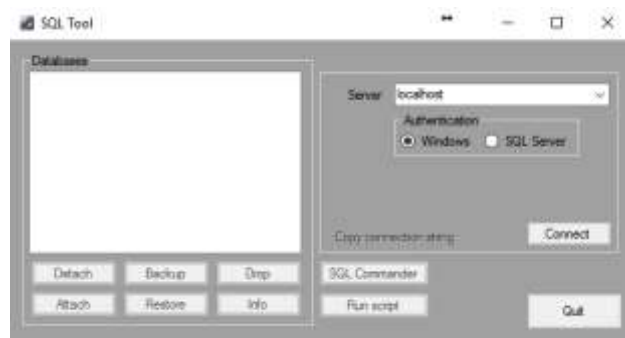 SQL Tool
Databases
Server localhost
Authentication
Windows SQL Server
Copy connection string
Connect
Detach Backup Drop
SQL Commander
Attach Restore Info
Run script
Quit